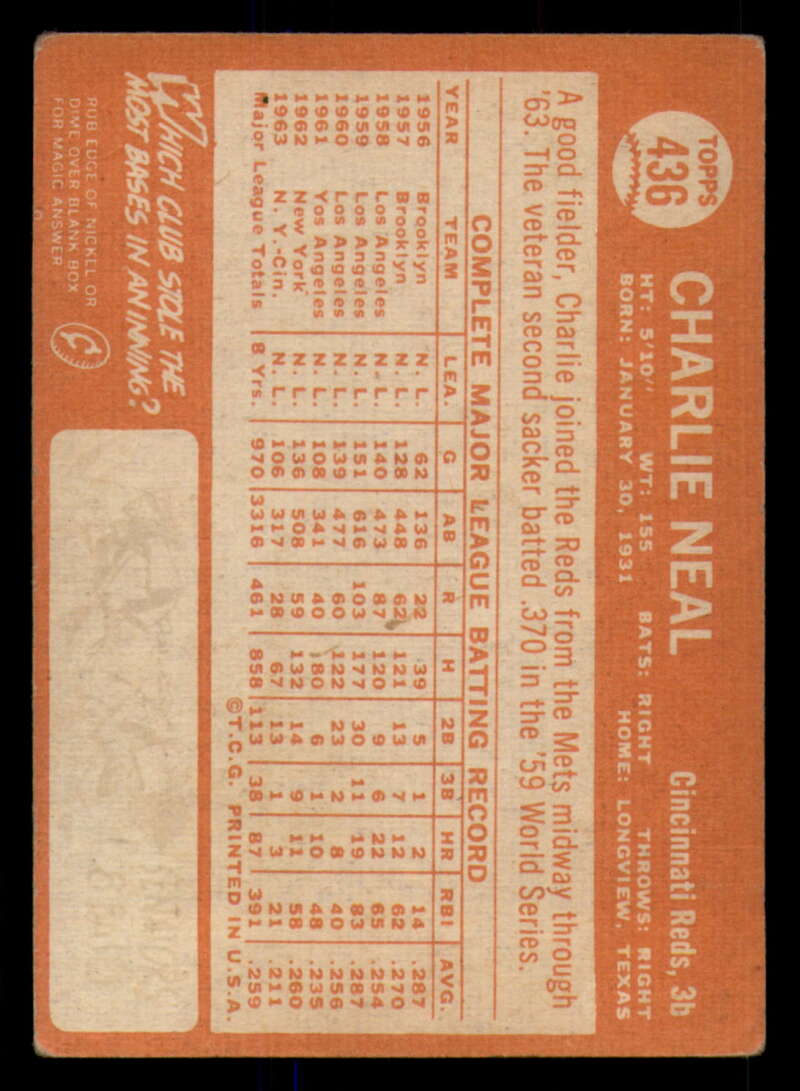 TOPPS
436
CHARLIE NEAL Cincinnati Reds, 3b
HT: 5'10" WT: 155 BATS: RIGHT THROWS: RIGHT
BORN: JANUARY 30, 1931 HOME: LONGVIEW, TEXAS
A good fielder, Charlie joined the Reds from the Mets midway through
'63. The veteran second sacker batted .370 in the '59 World Series.
COMPLETE MAJOR LEAGUE BATTING RECORD
YEAR TEAM LEA. G AB R H 2B 3B HR RBI AVG.
1956 Brooklyn N. L. 62 136 22 39 5 1 2 14 .287
1957 Brooklyn N. L. 128 448 62 121 13 7 12 62 .270
1958 Los Angeles N. L. 140 473 87 120 9 6 22 65 .254
1959 Los Angeles N. L. 151 616 103 177 30 11 19 83 .287
1960 Los Angeles N. L. 139 477 60 122 23 2 8 40 .256
1961 Yos Angeles N. L. 108 341 40 80 6 1 10 48 .235
1962 New York N. L. 136 508 59 132 14 9 11 58 .260
1963 N. Y.-Cin. N. L. 106 317 28 67 13 1 3 21 .211
Major League Totals 8 Yrs. 970 3316 461 858 113 38 87 391 .259
©T.C.G. PRINTED IN U.S.A.
WHICH CLUB STOLE THE
MOST BASES IN AN INNING?
RUB EDGE OF NICKEL OR
DIME OVER BLANK BOX
FOR MAGIC ANSWER